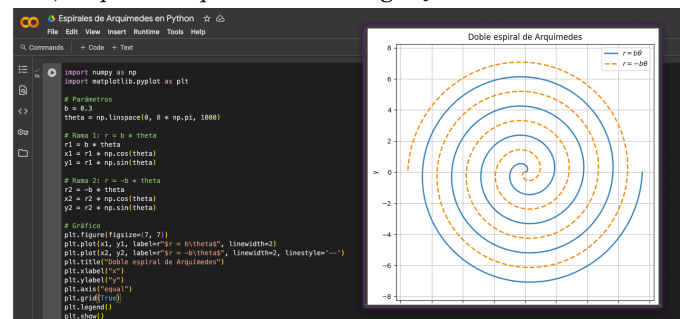 Espirales de Arquímedes en Python
File Edit View Insert Runtime Tools Help
Commands + Code + Text
import numpy as np
import matplotlib.pyplot as plt
# Parámetros
b = 0.3
theta = np.linspace(0, 8 * np.pi, 1000)
# Rama 1: r = b * theta
r1 = b * theta
x1 = r1 * np.cos(theta)
y1 = r1 * np.sin(theta)
# Rama 2: r = -b * theta
r2 = -b * theta
x2 = r2 * np.cos(theta)
y2 = r2 * np.sin(theta)
# Gráfico
plt.figure(figsize=(7, 7))
plt.plot(x1, y1, label=r"$r = b\theta$", linewidth=2)
plt.plot(x2, y2, label=r"$r = -b\theta$", linewidth=2, linestyle='--')
plt.title("Doble espiral de Arquímedes")
plt.xlabel("x")
plt.ylabel("y")
plt.axis("equal")
plt.grid(True)
plt.legend()
plt.show()
Doble espiral de Arquímedes
r = bθ
r = −bθ
y
8
6
4
2
0
−2
−4
−6
−8